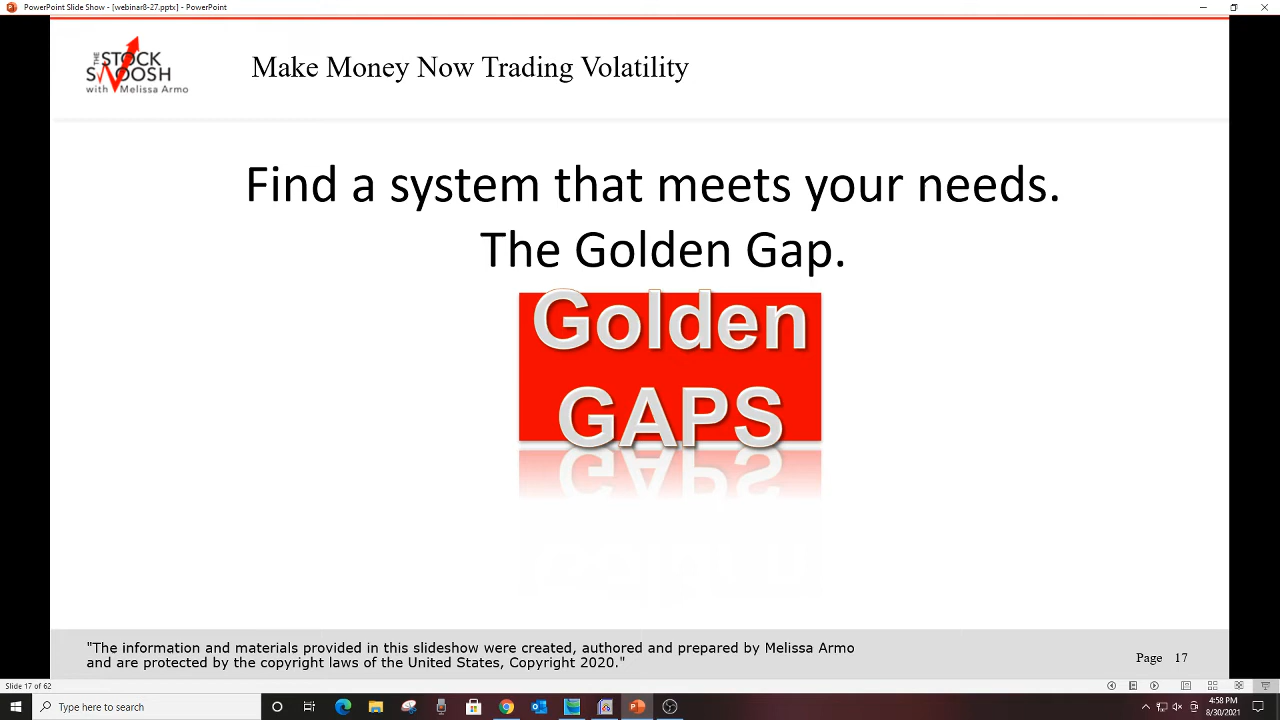 PowerPoint Slide Show - [webinar8-27.pptx] - PowerPoint
THE
STOCK
SWOOSH
with Melissa Armo
Make Money Now Trading Volatility
Find a system that meets your needs.
The Golden Gap.
Golden
GAPS
"The information and materials provided in this slideshow were created, authored and prepared by Melissa Armo
and are protected by the copyright laws of the United States, Copyright 2020."
Page 17
Slide 17 of 62
Type here to search
4:58 PM
8/30/2021